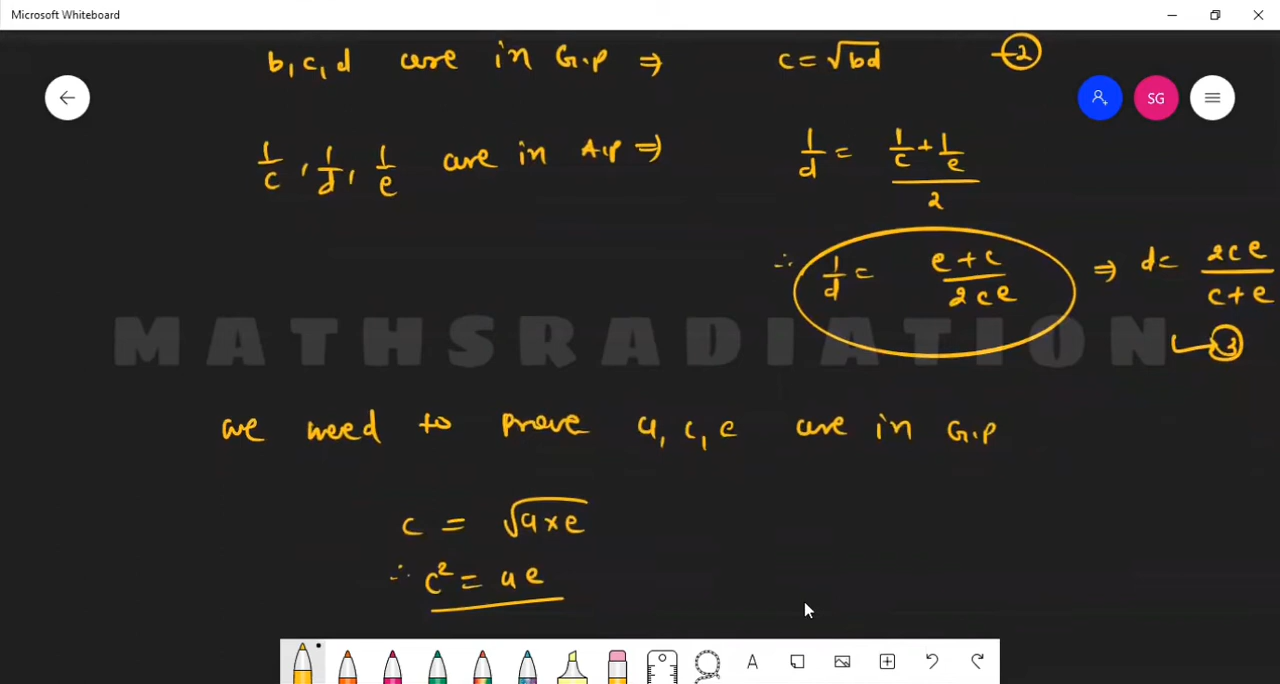 Microsoft Whiteboard
b, c, d are in G.P ⇒ c = √bd —②
SG
1/c, 1/d, 1/e are in A.P ⇒ 1/d = (1/c + 1/e)/2
∴ 1/d = (e + c)/(2ce) ⇒ d = 2ce/(c + e)
③
MATHSRADIATION
we need to prove a, c, e are in G.P
c = √a×e
∴ c² = ae
A